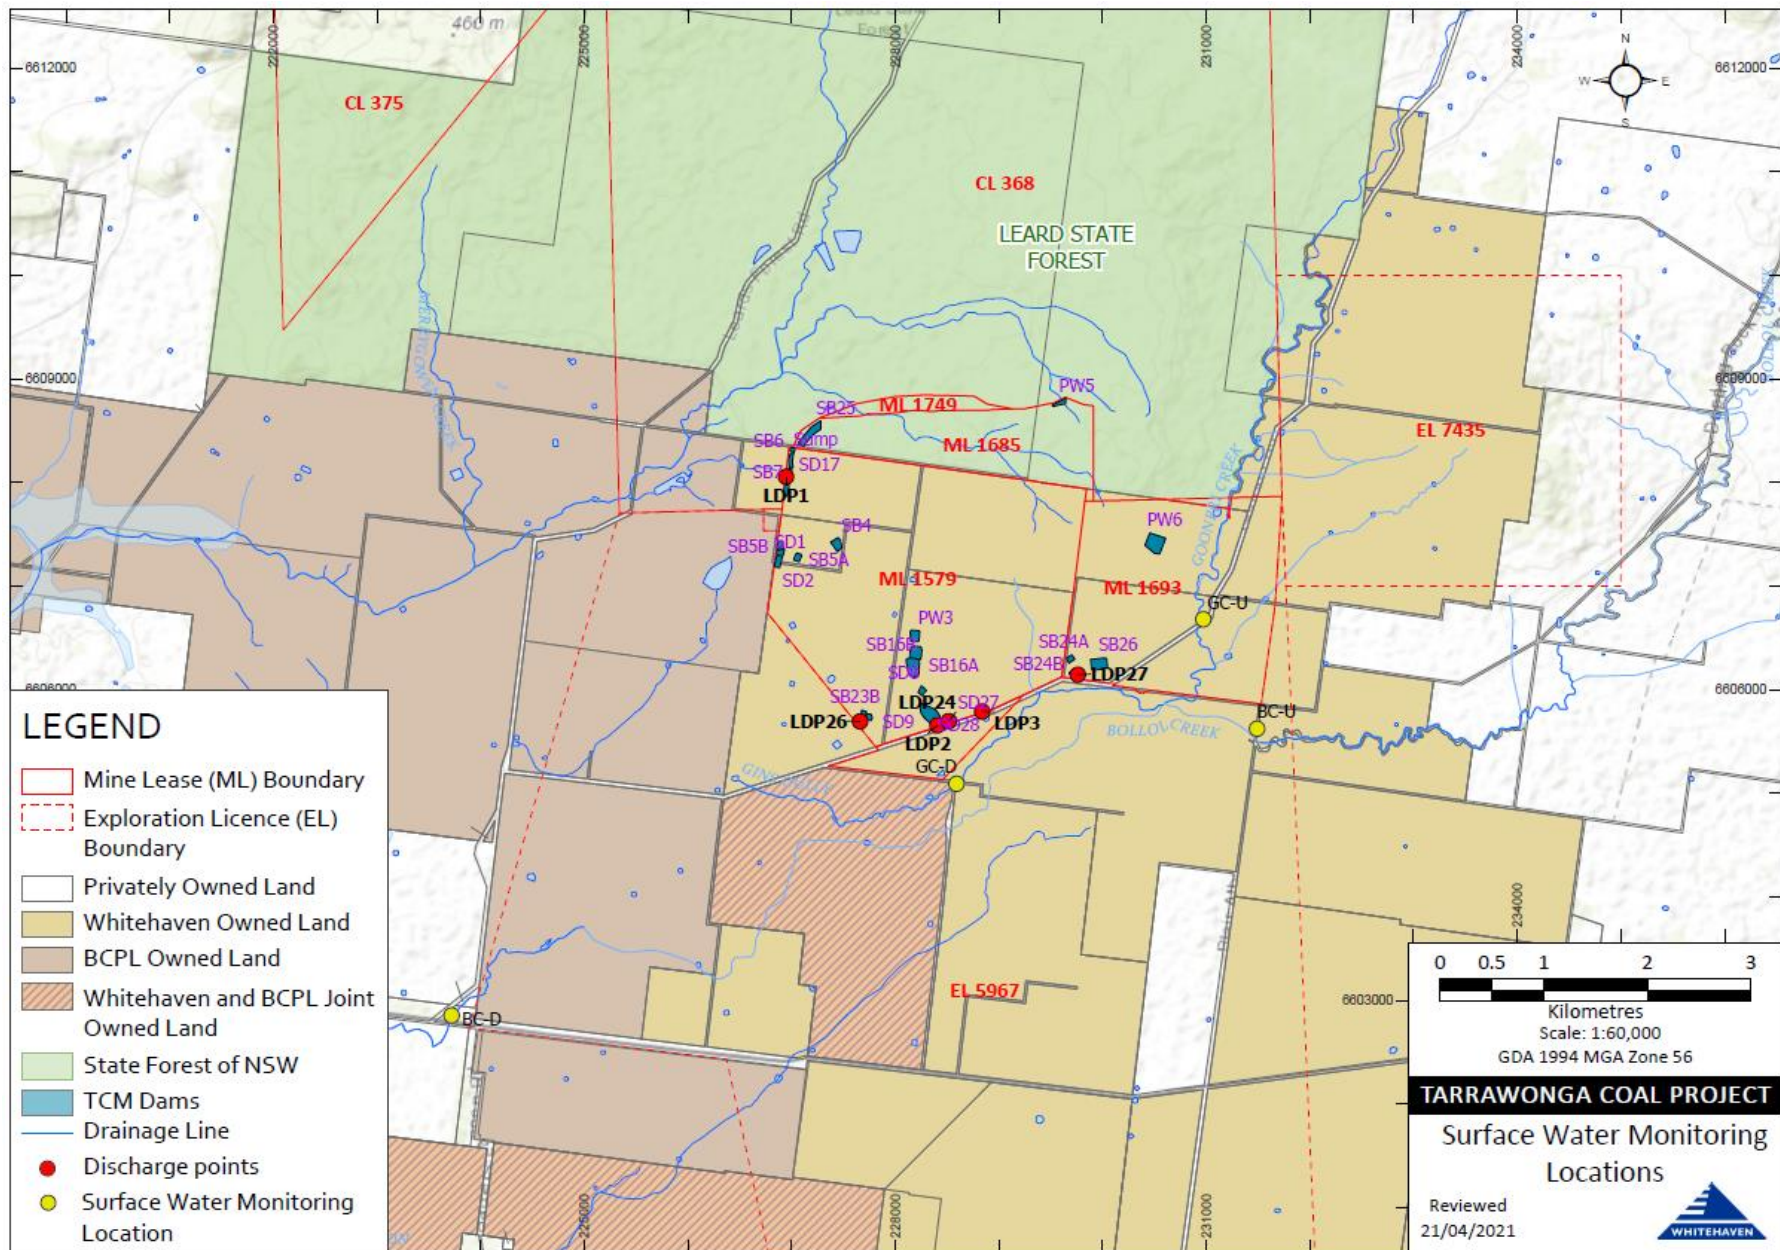 460 m
222000
225000
228000
231000
234000
6612000
6612000
N
W
E
S
CL 375
CL 368
LEARD STATE
FOREST
6609000
6609000
PW5
SB25
ML 1749
SB6
Sump
ML 1685
EL 7435
SB7
SD17
LDP1
GOONBRI CREEK
BOLLOL CREEK
SB4
PW6
SB5B
SD1
SB5A
SD2
ML 1579
ML 1693
GC-U
PW3
SB16B
SB24A
SB26
SB16A
SB24B
LDP27
6606000
SB23B
LDP24
SD27
LDP26
SD9
SD28
LDP3
BC-U
LDP2
BOLLOL CREEK
GC-D
EL 5967
BC-D
6603000
234000
225000
228000
231000
LEGEND
Mine Lease (ML) Boundary
Exploration Licence (EL)
Boundary
Privately Owned Land
Whitehaven Owned Land
BCPL Owned Land
Whitehaven and BCPL Joint
Owned Land
State Forest of NSW
TCM Dams
Drainage Line
Discharge points
Surface Water Monitoring
Location
0 0.5 1 2 3
Kilometres
Scale: 1:60,000
GDA 1994 MGA Zone 56
TARRAWONGA COAL PROJECT
Surface Water Monitoring
Locations
Reviewed
21/04/2021
WHITEHAVEN